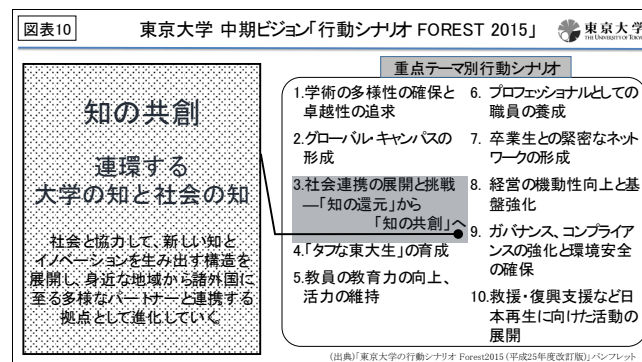 図表10
東京大学 中期ビジョン「行動シナリオ FOREST 2015」
東京大学
THE UNIVERSITY OF TOKYO
知の共創
連環する
大学の知と社会の知
社会と協力して、新しい知と
イノベーションを生み出す構造を
展開し、身近な地域から諸外国に
至る多様なパートナーと連携する
拠点として進化していく
重点テーマ別行動シナリオ
1.学術の多様性の確保と
卓越性の追求
2.グローバル・キャンパスの
形成
3.社会連携の展開と挑戦
―「知の還元」から
「知の共創」へ
4.「タフな東大生」の育成
5.教員の教育力の向上、
活力の維持
6. プロフェッショナルとしての
職員の養成
7. 卒業生との緊密なネット
ワークの形成
8. 経営の機動性向上と基
盤強化
9. ガバナンス、コンプライア
ンスの強化と環境安全
の確保
10.救援・復興支援など日
本再生に向けた活動の
展開
(出典)「東京大学の行動シナリオ Forest2015 (平成25年度改訂版)」パンフレット